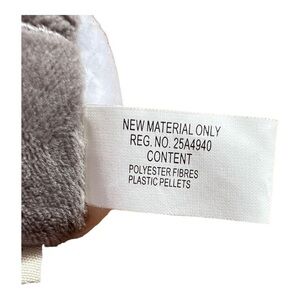 NEW MATERIAL ONLY
REG. NO. 25A4940
CONTENT
POLYESTER FIBRES
PLASTIC PELLETS